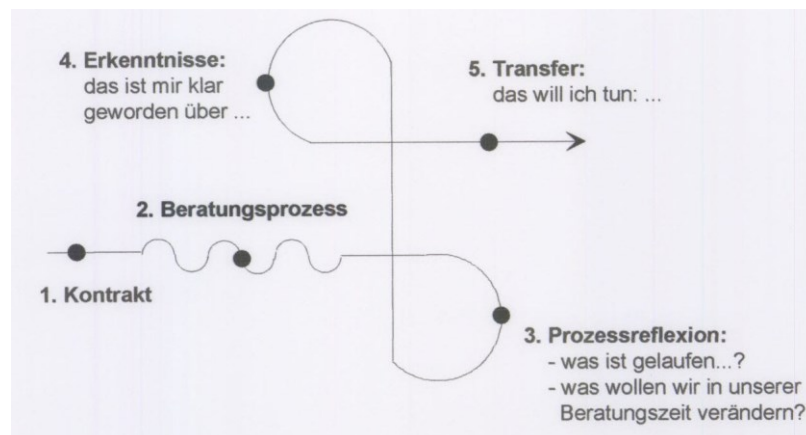 4. Erkenntnisse:
das ist mir klar
geworden über ...
5. Transfer:
das will ich tun: ...
2. Beratungsprozess
1. Kontrakt
3. Prozessreflexion:
- was ist gelaufen...?
- was wollen wir in unserer
Beratungszeit verändern?